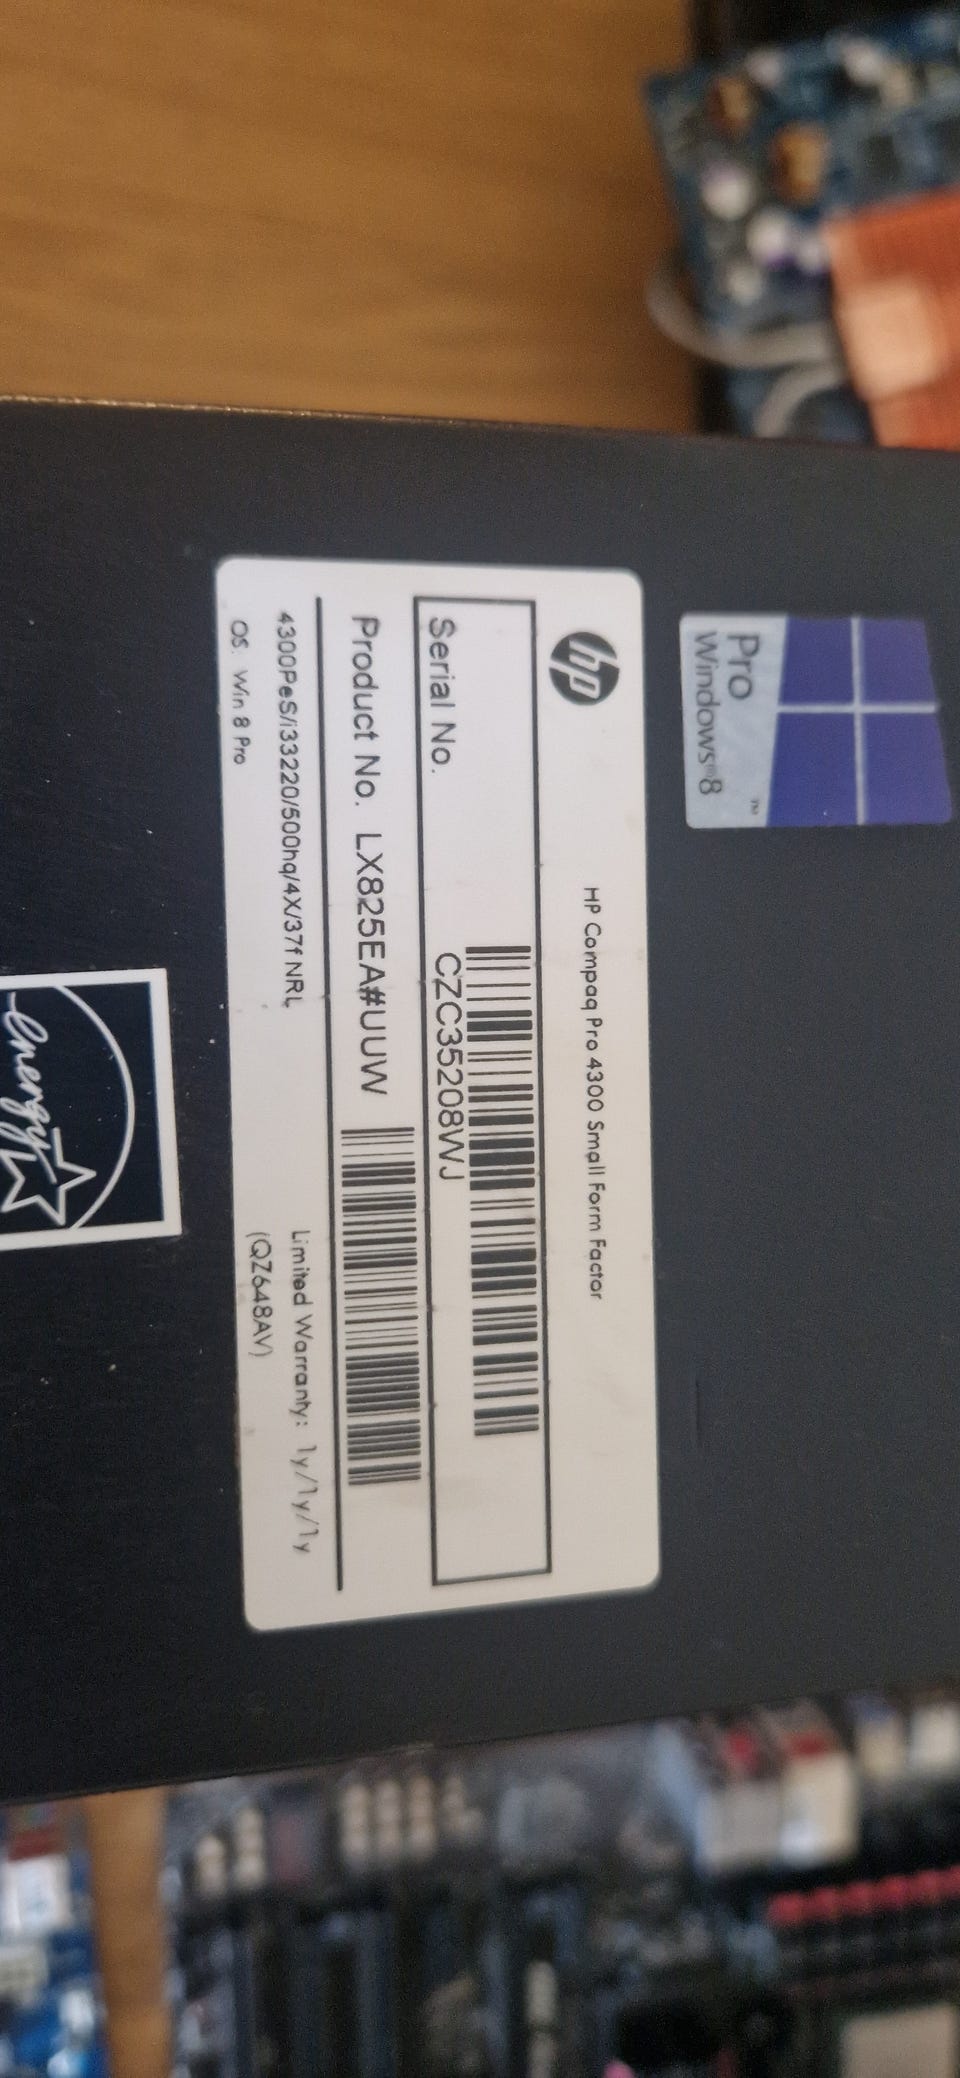 Windows®8
Pro
™
hp
HP Compaq Pro 4300 Small Form Factor
Serial No.
CZC35208WJ
Product No. LX825EA#UUW
4300PeS/i33220/500hq/4X/37f NRL
Limited Warranty: 1y/1y/1y
OS: Win 8 Pro
(QZ648AV)
energy